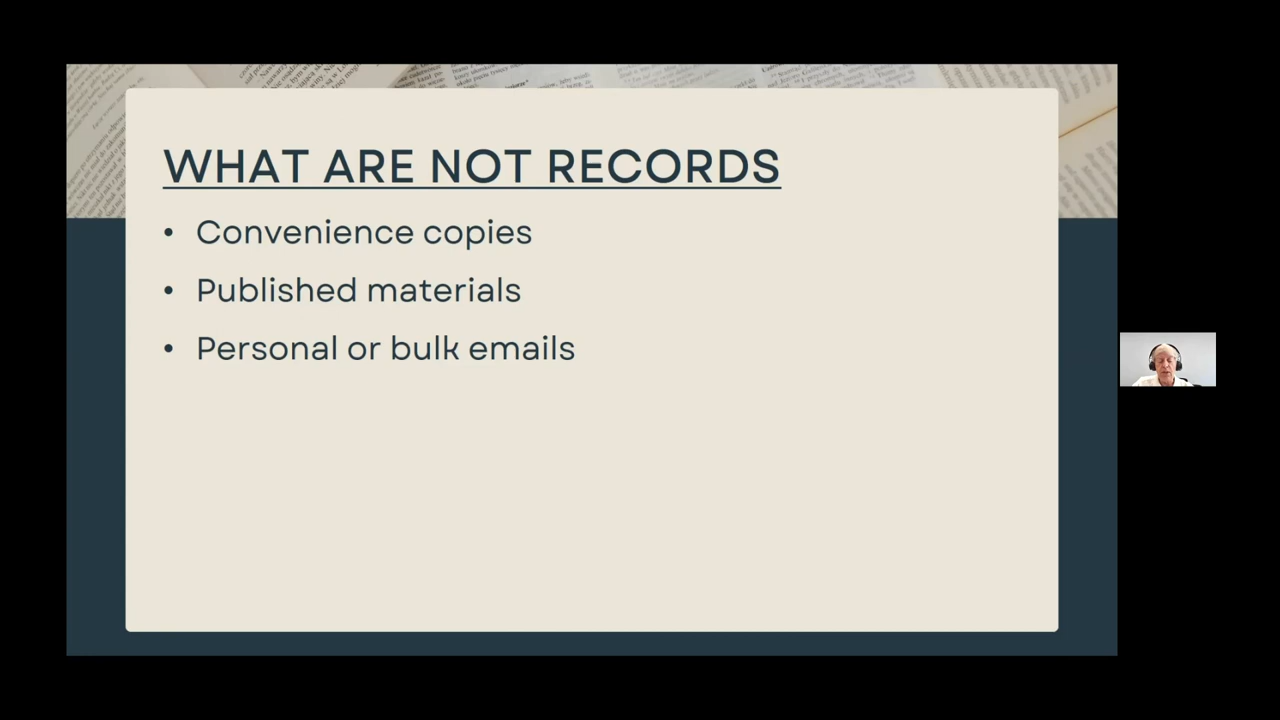 WHAT ARE NOT RECORDS
• Convenience copies
• Published materials
• Personal or bulk emails